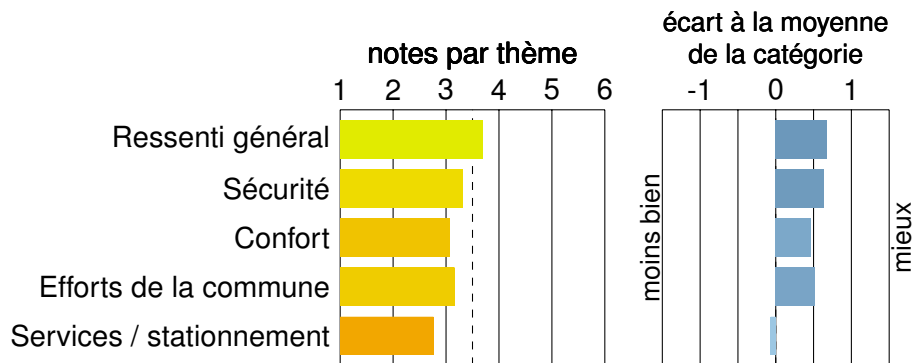 écart à la moyenne
notes par thème
de la catégorie
1 2 3 4 5 6
-1 0 1
Ressenti général
Sécurité
Confort
Efforts de la commune
Services / stationnement
moins bien
mieux